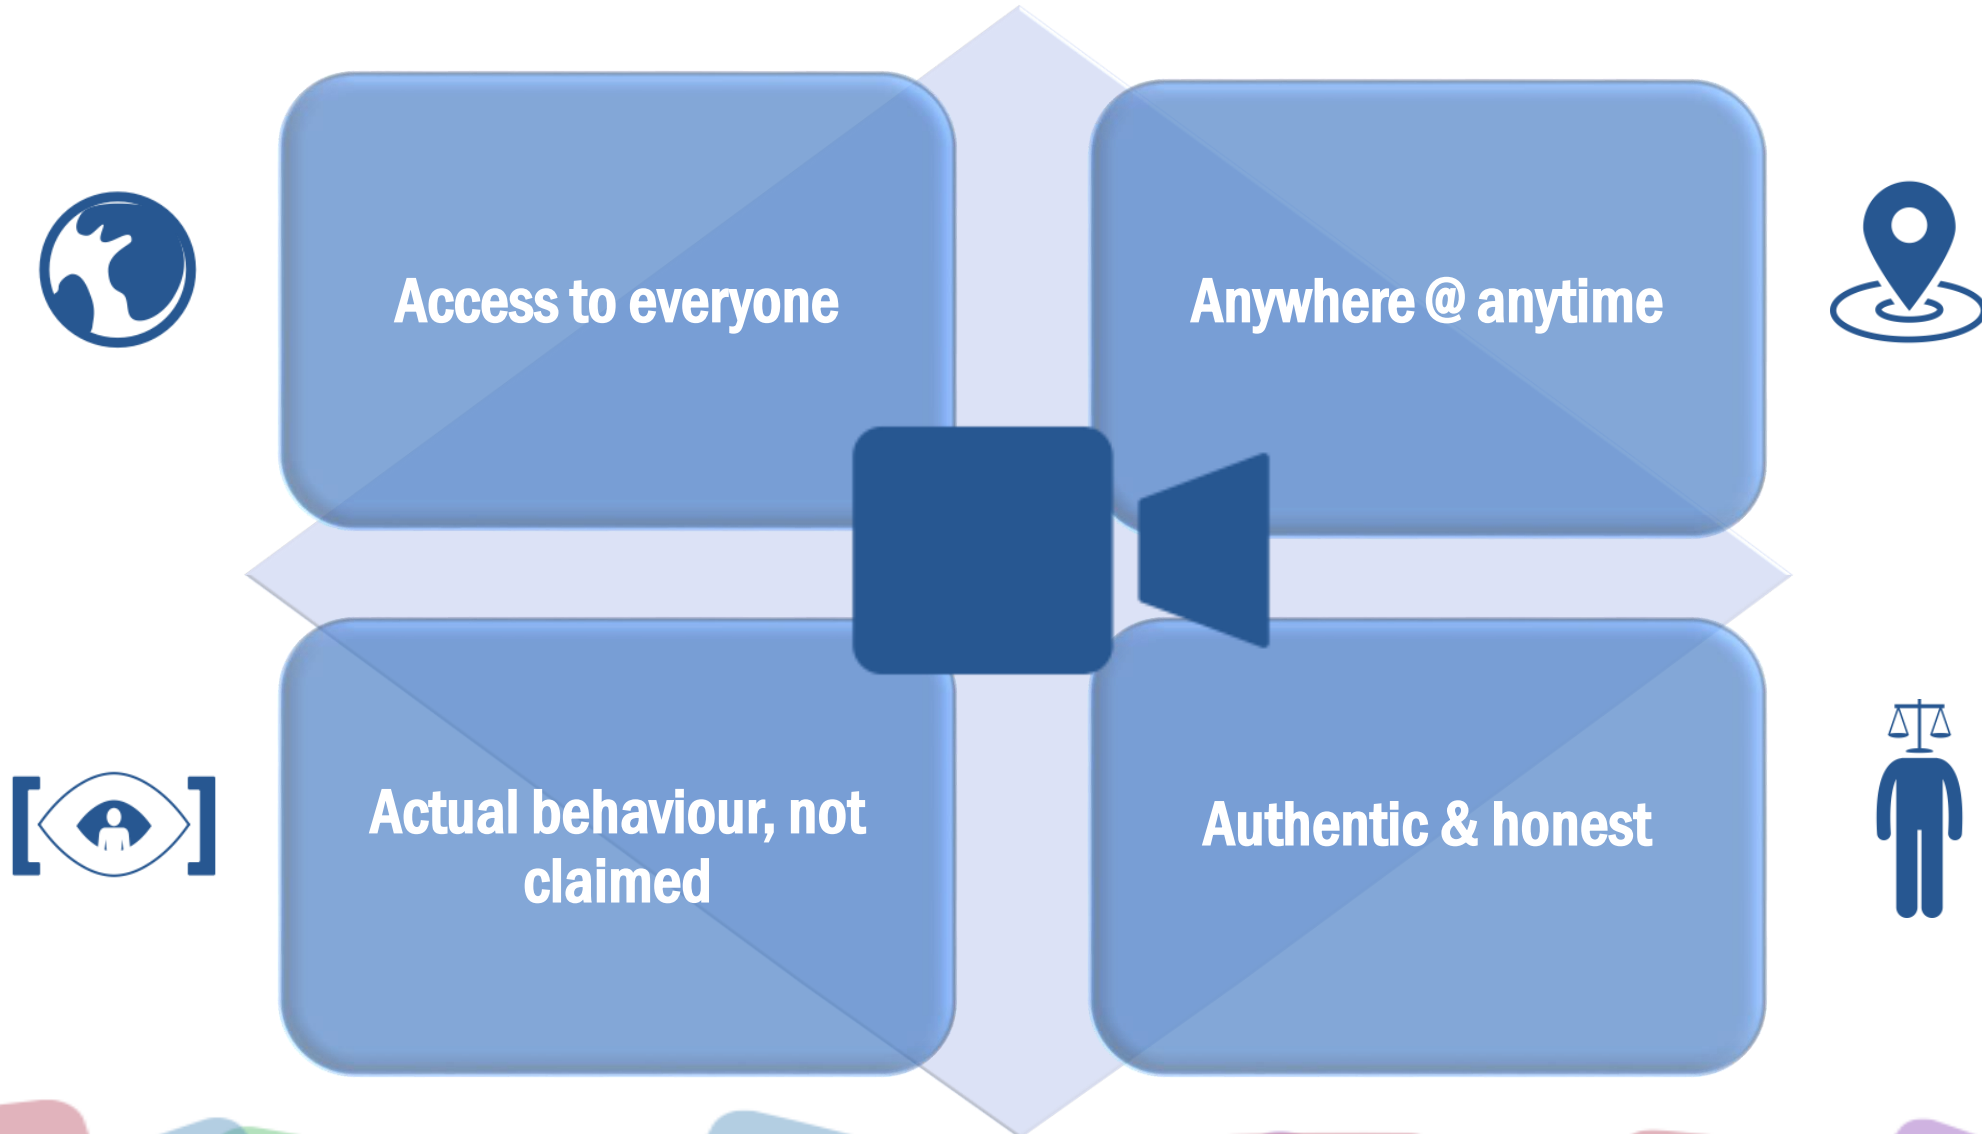 Access to everyone
Anywhere @ anytime
Actual behaviour, not
claimed
Authentic & honest